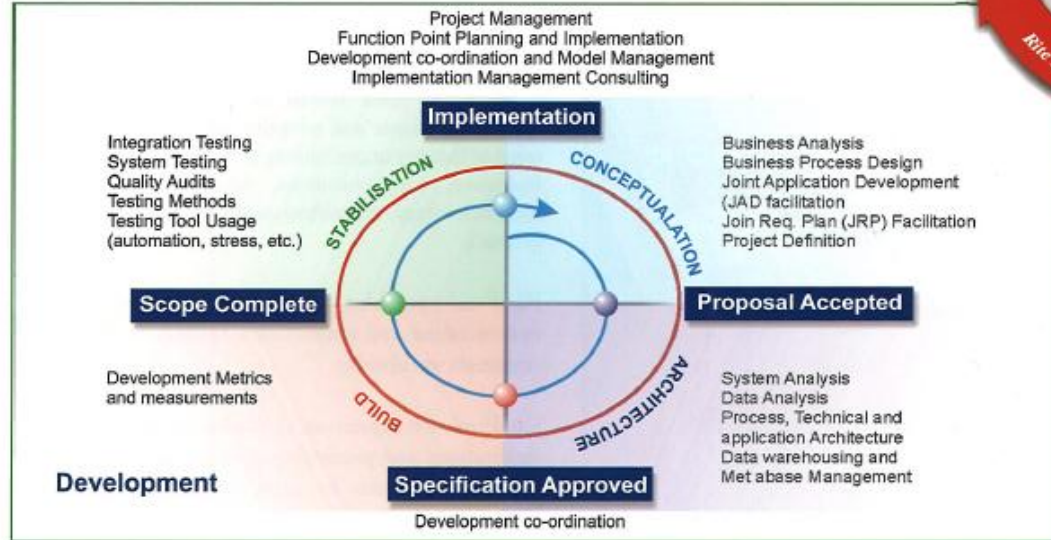 Project Management
Function Point Planning and Implementation
Development co-ordination and Model Management
Implementation Management Consulting
Rite
Implementation
Integration Testing
System Testing
Quality Audits
Testing Methods
Testing Tool Usage
(automation, stress, etc.)
STABILISATION
CONCEPTUALATION
Business Analysis
Business Process Design
Joint Application Development
(JAD facilitation
Join Req. Plan (JRP) Facilitation
Project Definition
Scope Complete
Proposal Accepted
Development Metrics
and measurements
BUILD
ARCHITECTURE
System Analysis
Data Analysis
Process, Technical and
application Architecture
Data warehousing and
Met abase Management
Development
Specification Approved
Development co-ordination